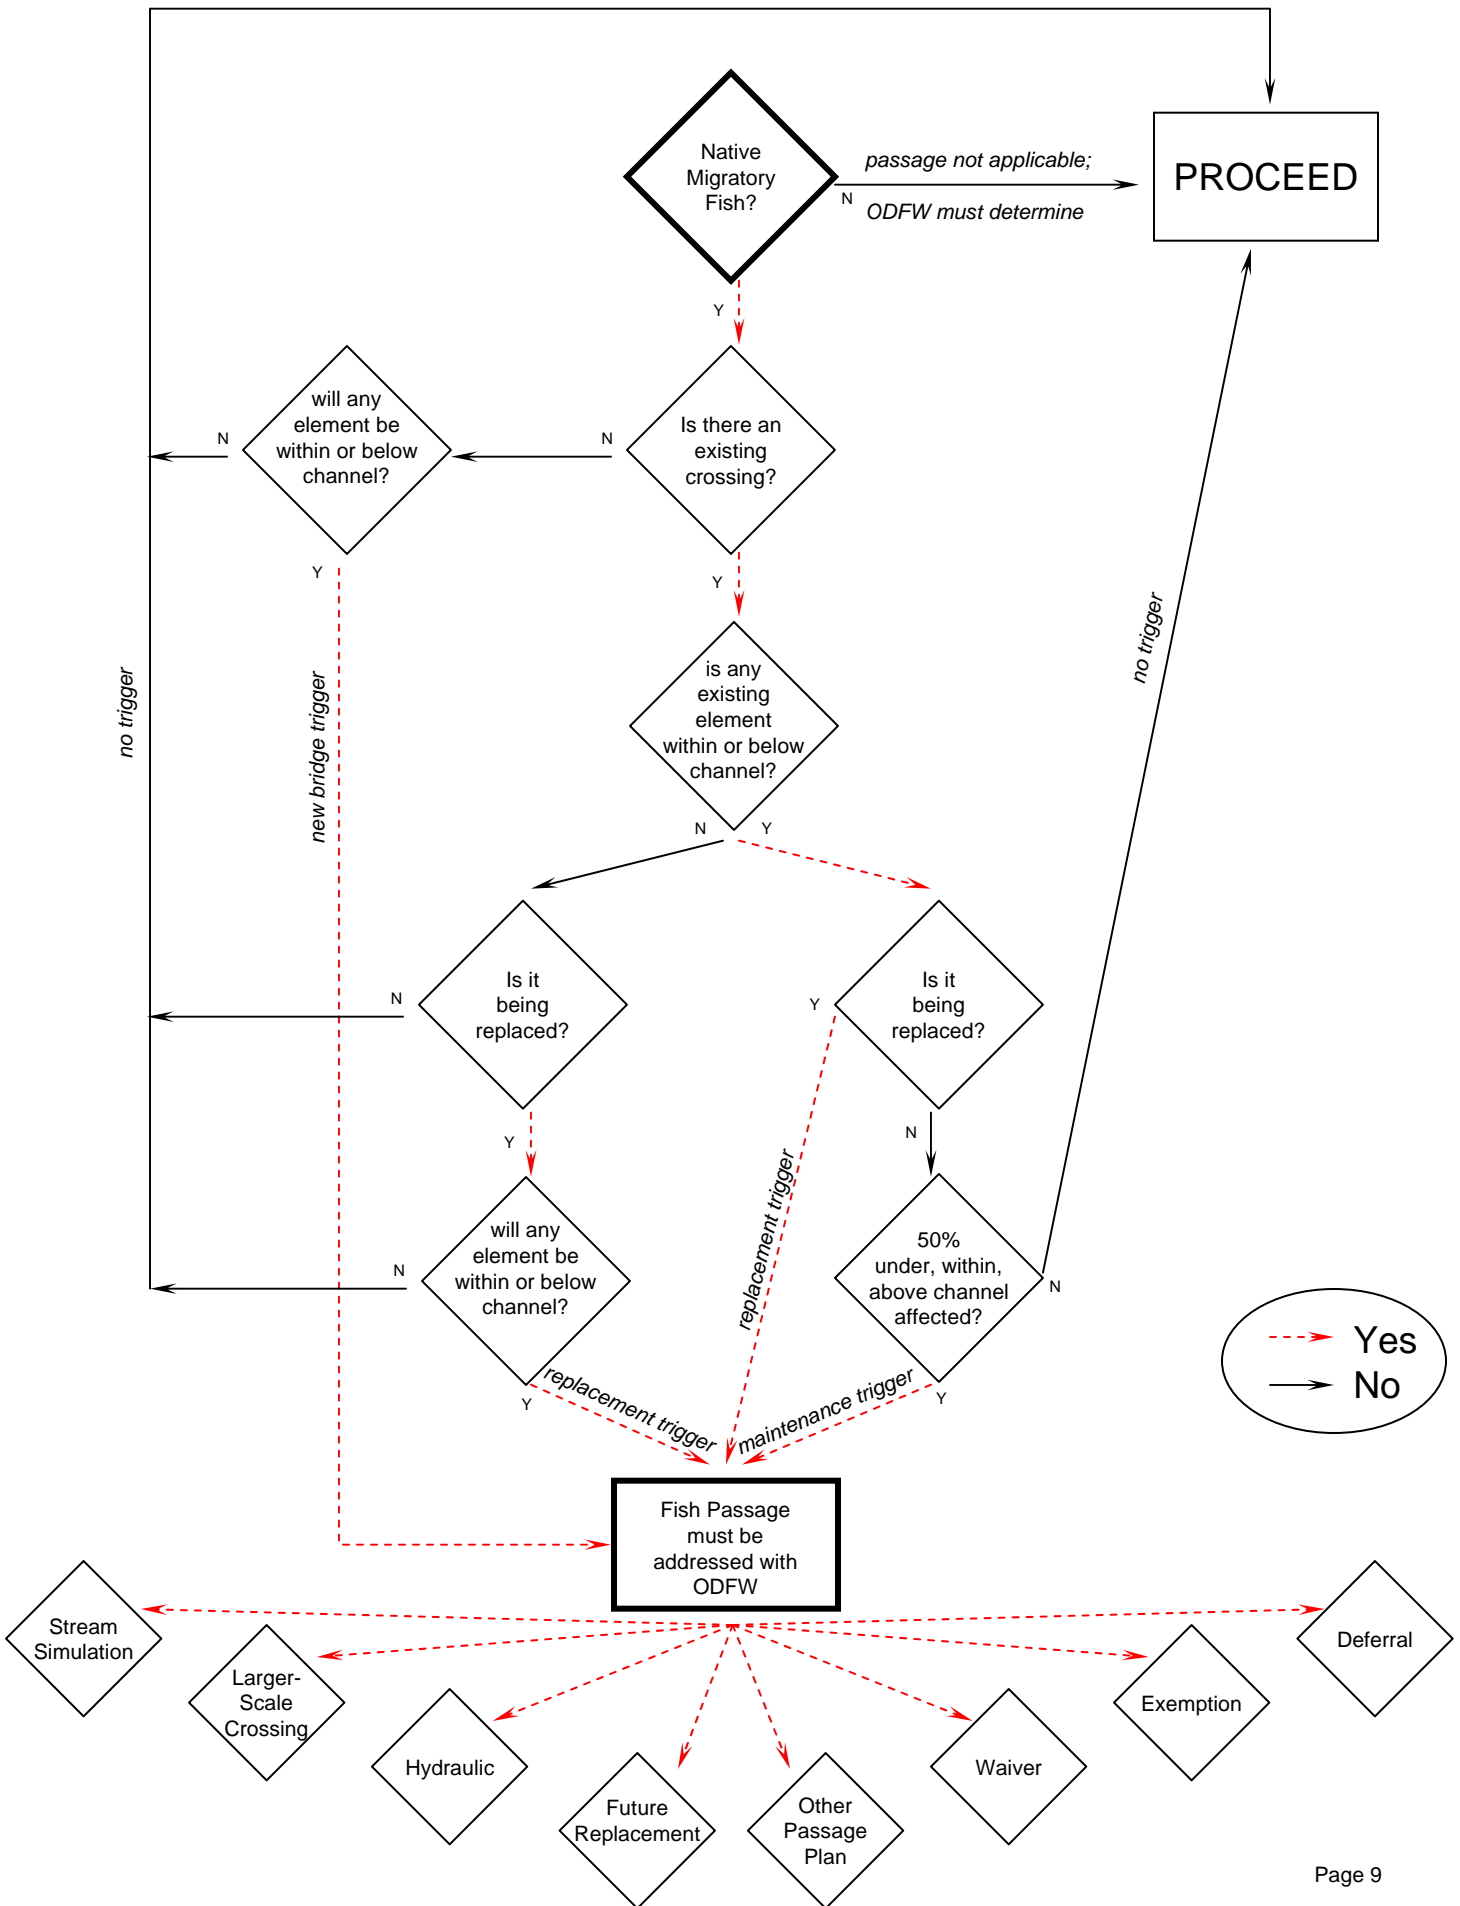 Native
Migratory
Fish?
passage not applicable;
N
ODFW must determine
PROCEED
Y
will any
element be
within or below
channel?
N
Is there an
existing
crossing?
N
Y
Y
is any
existing
element
within or below
channel?
no trigger
new bridge trigger
no trigger
N
Y
Is it
being
replaced?
N
Y
Is it
being
replaced?
Y
N
replacement trigger
will any
element be
within or below
channel?
N
Y
50%
under, within,
above channel
affected?
N
Y
replacement trigger
maintenance trigger
Yes
No
Fish Passage
must be
addressed with
ODFW
Stream
Simulation
Larger-
Scale
Crossing
Hydraulic
Future
Replacement
Other
Passage
Plan
Waiver
Exemption
Deferral
Page 9